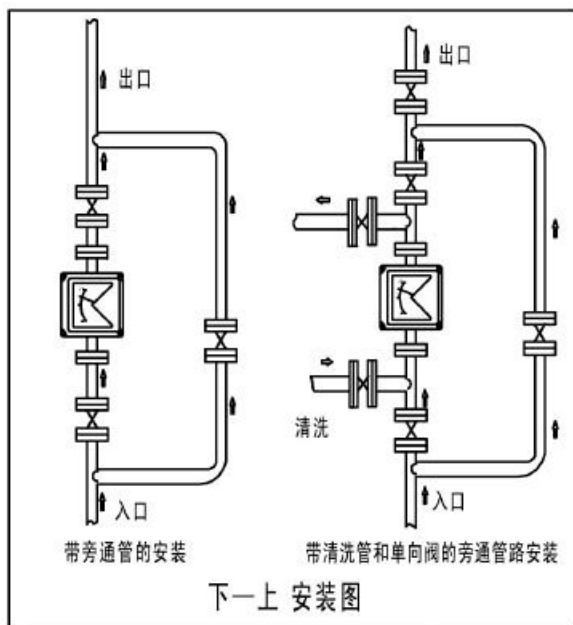 出口
出口
清洗
入口
入口
带旁通管的安装
带清洗管和单向阀的旁通管路安装
下一上 安装图